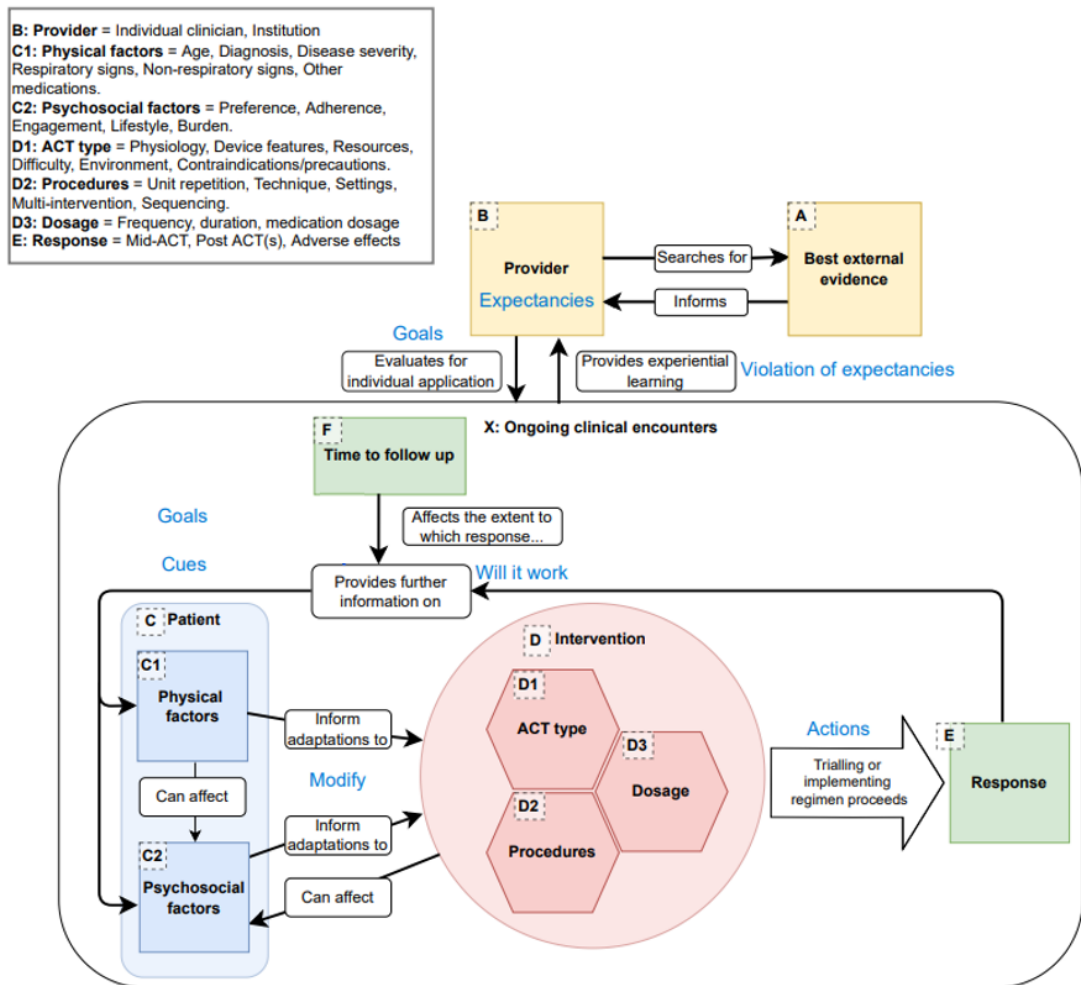 B: Provider = Individual clinician, Institution
C1: Physical factors = Age, Diagnosis, Disease severity,
Respiratory signs, Non-respiratory signs, Other
medications.
C2: Psychosocial factors = Preference, Adherence,
Engagement, Lifestyle, Burden.
D1: ACT type = Physiology, Device features, Resources,
Difficulty, Environment, Contraindications/precautions.
D2: Procedures = Unit repetition, Technique, Settings,
Multi-intervention, Sequencing.
D3: Dosage = Frequency, duration, medication dosage
E: Response = Mid-ACT, Post ACT(s), Adverse effects
B
Provider
Expectancies
Searches for
Informs
A
Best external
evidence
Goals
Evaluates for
individual application
Provides experiential
learning
Violation of expectancies
X: Ongoing clinical encounters
F
Time to follow up
Affects the extent to
which response...
Goals
Cues
Provides further
information on
Will it work
C Patient
C1
Physical
factors
Can affect
C2
Psychosocial
factors
Inform
adaptations to
Modify
Inform
adaptations to
Can affect
D Intervention
D1
ACT type
D3
Dosage
D2
Procedures
Actions
Trialling or
implementing
regimen proceeds
E
Response